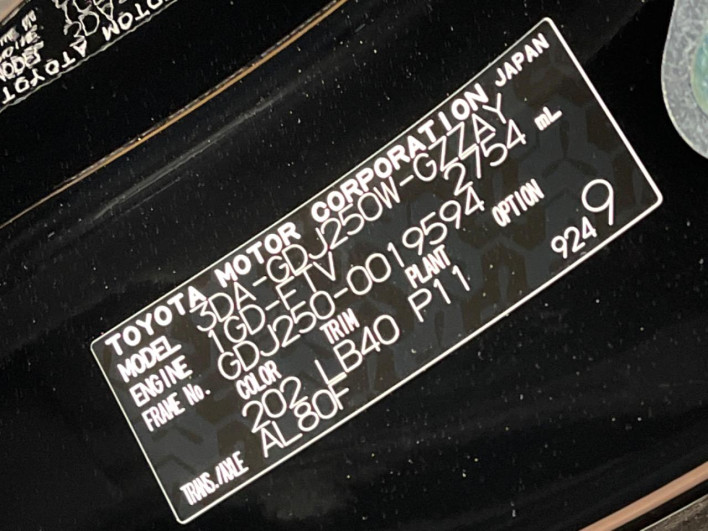 TOYOTA MOTOR CORPORATION JAPAN
MODEL 3DA-GDJ250W-GZZAY
ENGINE 1GD-FTV 2754 mL
FRAME No. GDJ250-0019594
COLOR TRIM PLANT OPTION
202 LB40 P11 9249
TRANS./AXLE AL80F